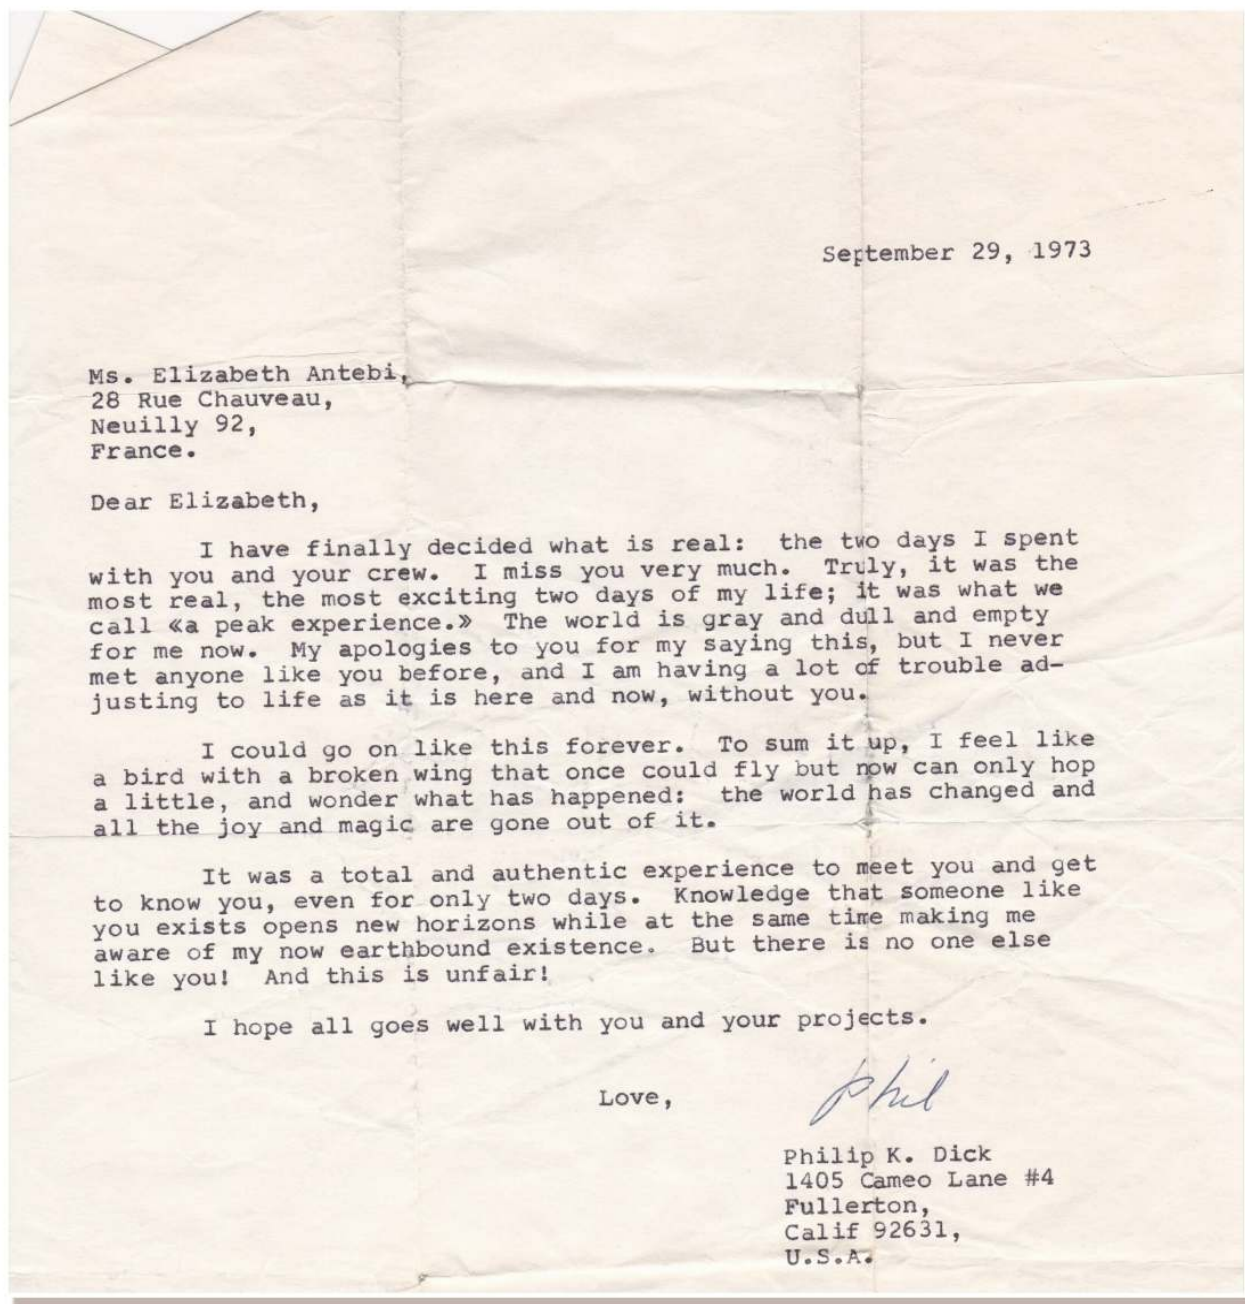 September 29, 1973
Ms. Elizabeth Antebi,
28 Rue Chauveau,
Neuilly 92,
France.
Dear Elizabeth,
I have finally decided what is real: the two days I spent
with you and your crew. I miss you very much. Truly, it was the
most real, the most exciting two days of my life; it was what we
call «a peak experience.» The world is gray and dull and empty
for me now. My apologies to you for my saying this, but I never
met anyone like you before, and I am having a lot of trouble ad-
justing to life as it is here and now, without you.
I could go on like this forever. To sum it up, I feel like
a bird with a broken wing that once could fly but now can only hop
a little, and wonder what has happened: the world has changed and
all the joy and magic are gone out of it.
It was a total and authentic experience to meet you and get
to know you, even for only two days. Knowledge that someone like
you exists opens new horizons while at the same time making me
aware of my now earthbound existence. But there is no one else
like you! And this is unfair!
I hope all goes well with you and your projects.
Love,
Phil
Philip K. Dick
1405 Cameo Lane #4
Fullerton,
Calif 92631,
U.S.A.